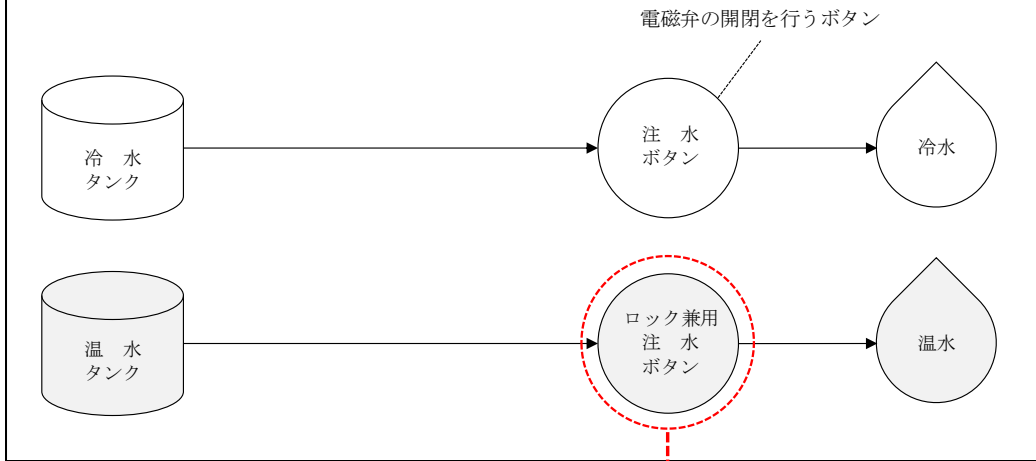 電磁弁の開閉を行うボタン
冷　水
タンク
注　水
ボタン
冷水
温　水
タンク
ロック兼用
注　水
ボタン
温水